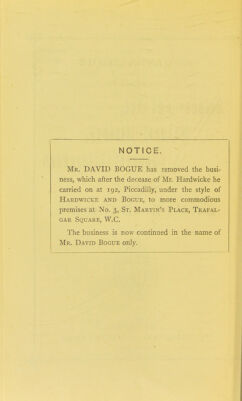 NOTICE.
MR. DAVID BOGUE has removed the busi-
ness, which after the decease of Mr. Hardwicke he
carried on at 192, Piccadilly, under the style of
HARDWICKE AND BOGUE, to more commodious
premises at No. 3, ST. MARTIN'S PLACE, TRAFAL-
GAR SQUARE, W.C.
The business is now continued in the name of
MR. DAVID BOGUE only.